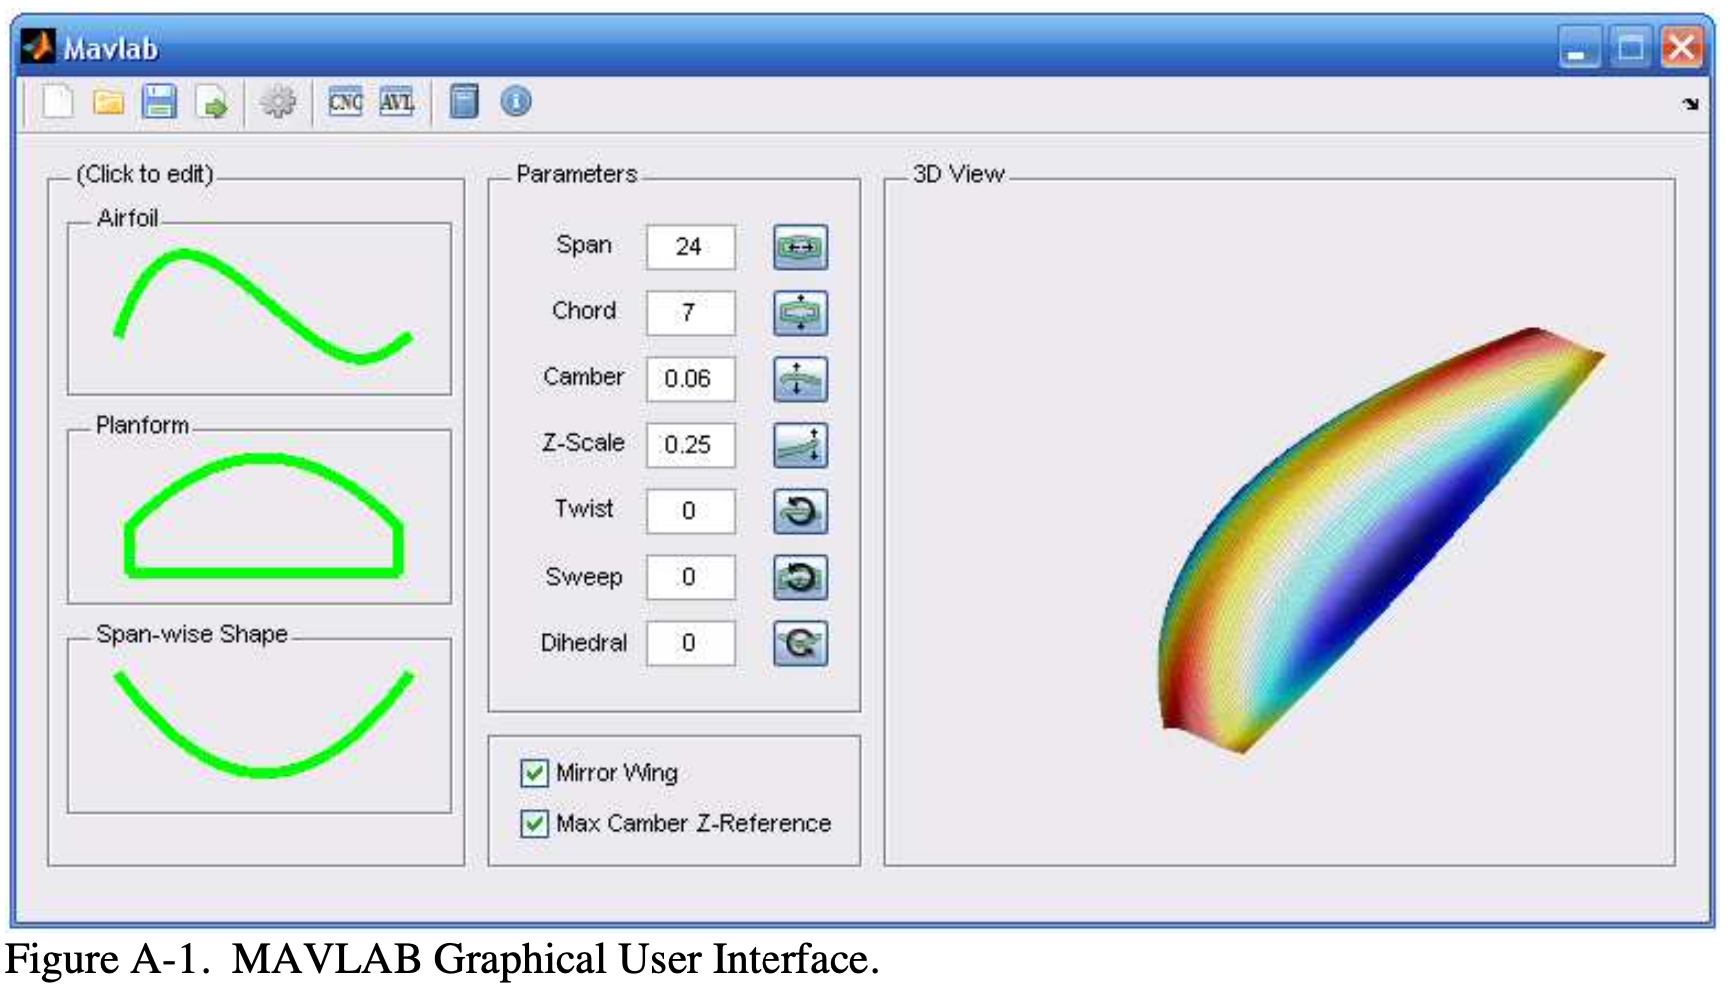 Mavlab
CNC AVL
(Click to edit)
Airfoil
Planform
Span-wise Shape
Parameters
Span 24
Chord 7
Camber 0.06
Z-Scale 0.25
Twist 0
Sweep 0
Dihedral 0
Mirror Wing
Max Camber Z-Reference
3D View
Figure A-1. MAVLAB Graphical User Interface.